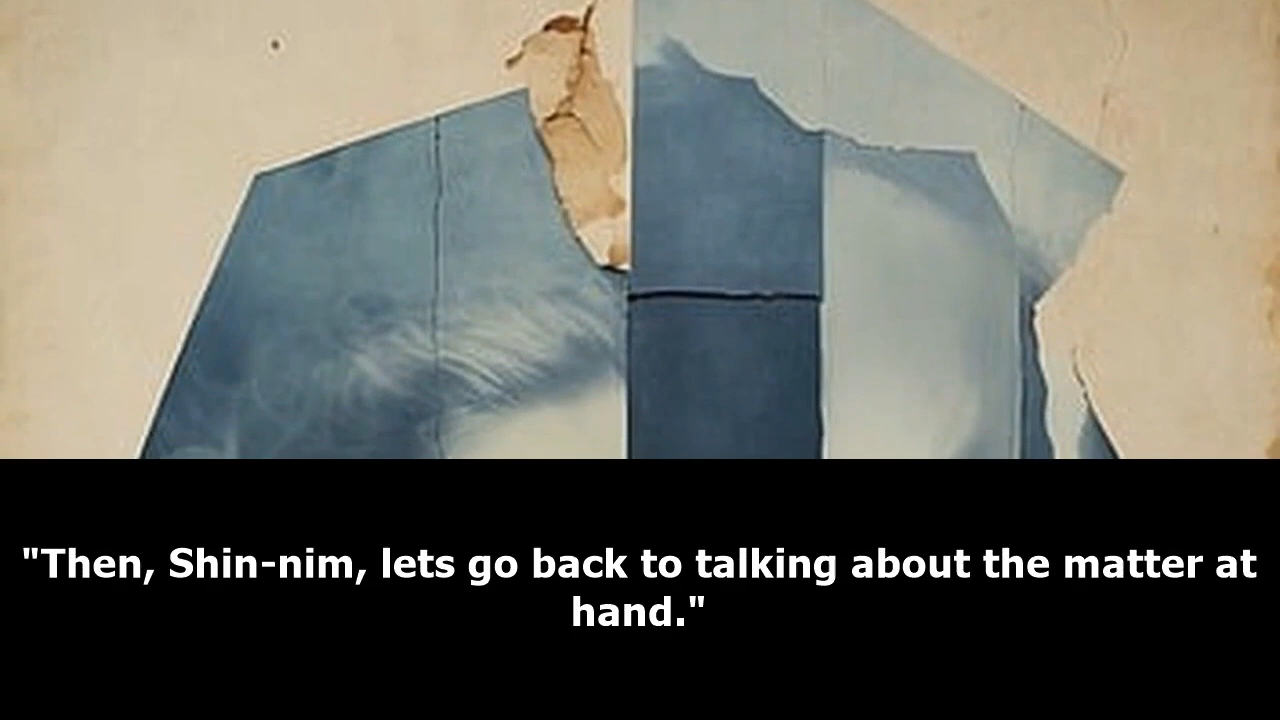 "Then, Shin-nim, lets go back to talking about the matter at
hand."